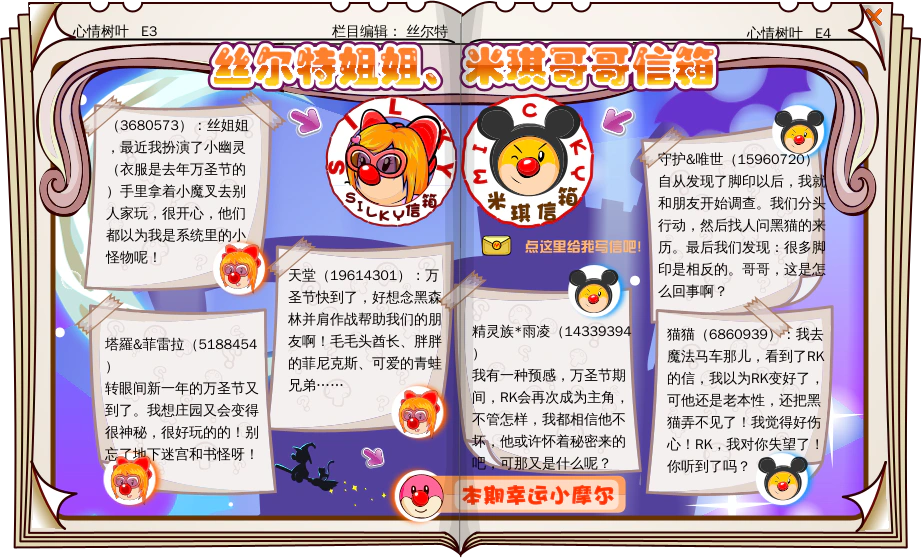 心情树叶 E3
栏目编辑： 丝尔特
心情树叶 E4
丝尔特姐姐、米琪哥哥信箱
（3680573）：丝姐姐
，最近我扮演了小幽灵
（衣服是去年万圣节的
）手里拿着小魔叉去别
人家玩，很开心，他们
都以为我是系统里的小
怪物呢！
塔羅&菲雷拉（5188454
）
转眼间新一年的万圣节又
到了。我想庄园又会变得
很神秘，很好玩的的！别
忘了地下迷宫和书怪呀！
SILKY
SILKY信箱
天堂（19614301）：万
圣节快到了，好想念黑森
林并肩作战帮助我们的朋
友啊！毛毛头酋长、胖胖
的菲尼克斯、可爱的青蛙
兄弟……
MICKY
米琪信箱
点这里给我写信吧！
精灵族*雨凌（14339394
）
我有一种预感，万圣节期
间，RK会再次成为主角，
不管怎样，我都相信他不
坏，他或许怀着秘密来的
吧，可那又是什么呢？
守护&唯世（15960720）
自从发现了脚印以后，我就
和朋友开始调查。我们分头
行动，然后找人问黑猫的来
历。最后我们发现：很多脚
印是相反的。哥哥，这是怎
么回事啊？
猫猫（6860939）：我去
魔法马车那儿，看到了RK
的信，我以为RK变好了，
可他还是老本性，还把黑
猫弄不见了！我觉得好伤
心！RK，我对你失望了！
你听到了吗？
本期幸运小摩尔